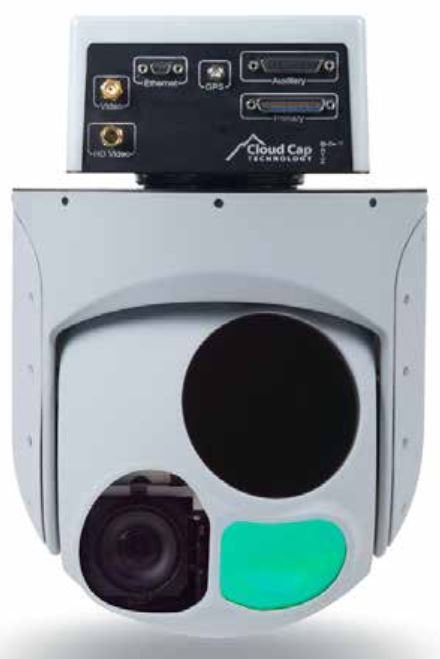 Video
Ethernet
GPS
Auxiliary
Primary
HD Video
Cloud Cap
TECHNOLOGY